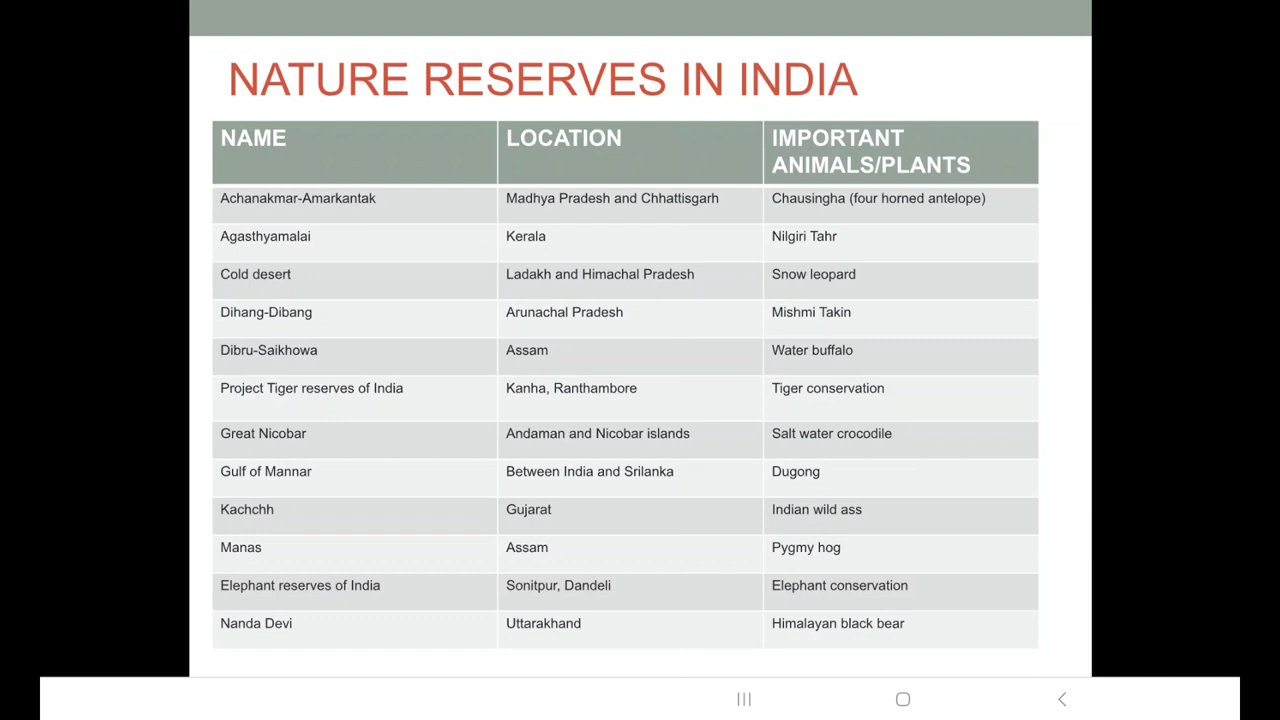 NATURE RESERVES IN INDIA
NAME LOCATION IMPORTANT ANIMALS/PLANTS
Achanakmar-Amarkantak Madhya Pradesh and Chhattisgarh Chausingha (four horned antelope)
Agasthyamalai Kerala Nilgiri Tahr
Cold desert Ladakh and Himachal Pradesh Snow leopard
Dihang-Dibang Arunachal Pradesh Mishmi Takin
Dibru-Saikhowa Assam Water buffalo
Project Tiger reserves of India Kanha, Ranthambore Tiger conservation
Great Nicobar Andaman and Nicobar islands Salt water crocodile
Gulf of Mannar Between India and Srilanka Dugong
Kachchh Gujarat Indian wild ass
Manas Assam Pygmy hog
Elephant reserves of India Sonitpur, Dandeli Elephant conservation
Nanda Devi Uttarakhand Himalayan black bear